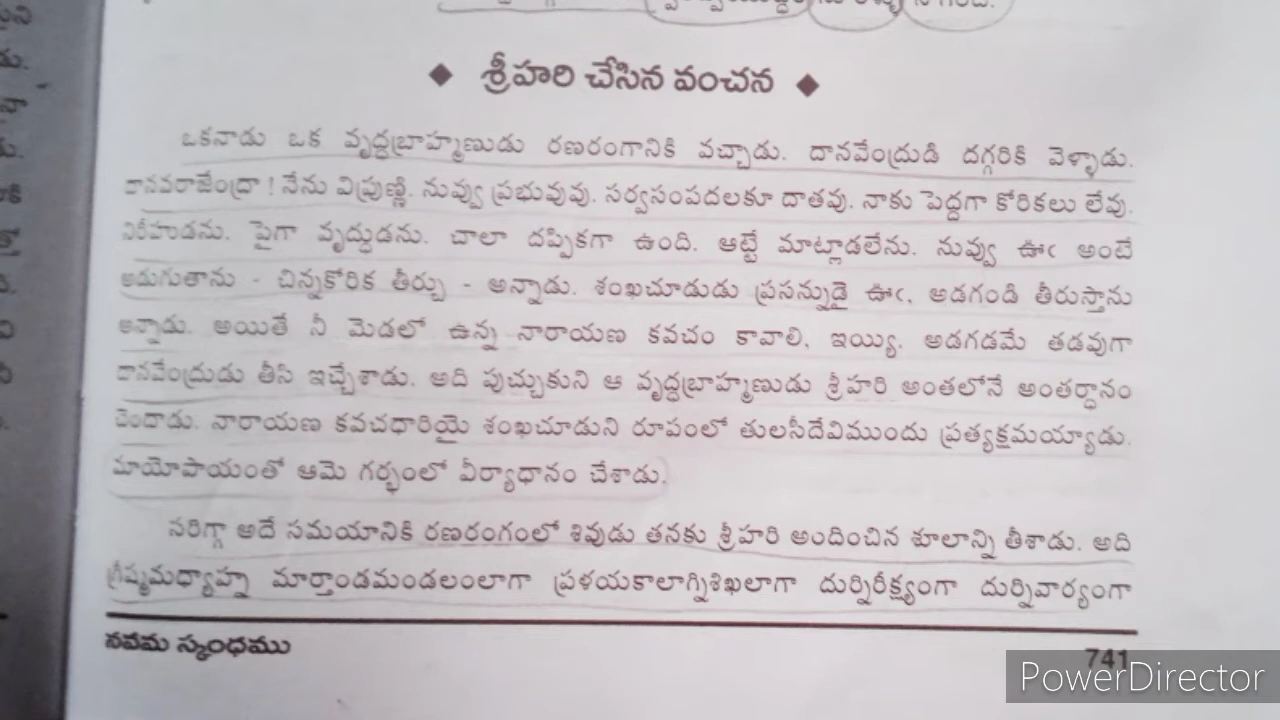 ◆ శ్రీహరి చేసిన వంచన ◆
ఒకనాడు ఒక వృద్ధబ్రాహ్మణుడు రణరంగానికి వచ్చాడు. దానవేంద్రుడి దగ్గరికి వెళ్ళాడు.
దానవరాజేంద్రా ! నేను విప్రుణ్ణి. నువ్వు ప్రభువువు. సర్వసంపదలకూ దాతవు. నాకు పెద్దగా కోరికలు లేవు.
నిరీహుడను. పైగా వృద్ధుడను. చాలా దప్పికగా ఉంది. ఆట్టే మాట్లాడలేను. నువ్వు ఊఁ అంటే
అడుగుతాను - చిన్నకోరిక తీర్చు - అన్నాడు. శంఖచూడుడు ప్రసన్నుడై ఊఁ, అడగండి తీరుస్తాను
అన్నాడు. అయితే నీ మెడలో ఉన్న నారాయణ కవచం కావాలి, ఇయ్యి. అడగడమే తడవుగా
దానవేంద్రుడు తీసి ఇచ్చేశాడు. అది పుచ్చుకుని ఆ వృద్ధబ్రాహ్మణుడు శ్రీహరి అంతలోనే అంతర్ధానం
చెందాడు. నారాయణ కవచధారియై శంఖచూడుని రూపంలో తులసీదేవిముందు ప్రత్యక్షమయ్యాడు.
మాయోపాయంతో ఆమె గర్భంలో వీర్యాధానం చేశాడు.
సరిగ్గా అదే సమయానికి రణరంగంలో శివుడు తనకు శ్రీహరి అందించిన శూలాన్ని తీశాడు. అది
గ్రీష్మమధ్యాహ్న మార్తాండమండలంలాగా ప్రళయకాలాగ్నిశిఖలాగా దుర్నిరీక్ష్యంగా దుర్నివార్యంగా
నవమ స్కంధము
741
PowerDirector